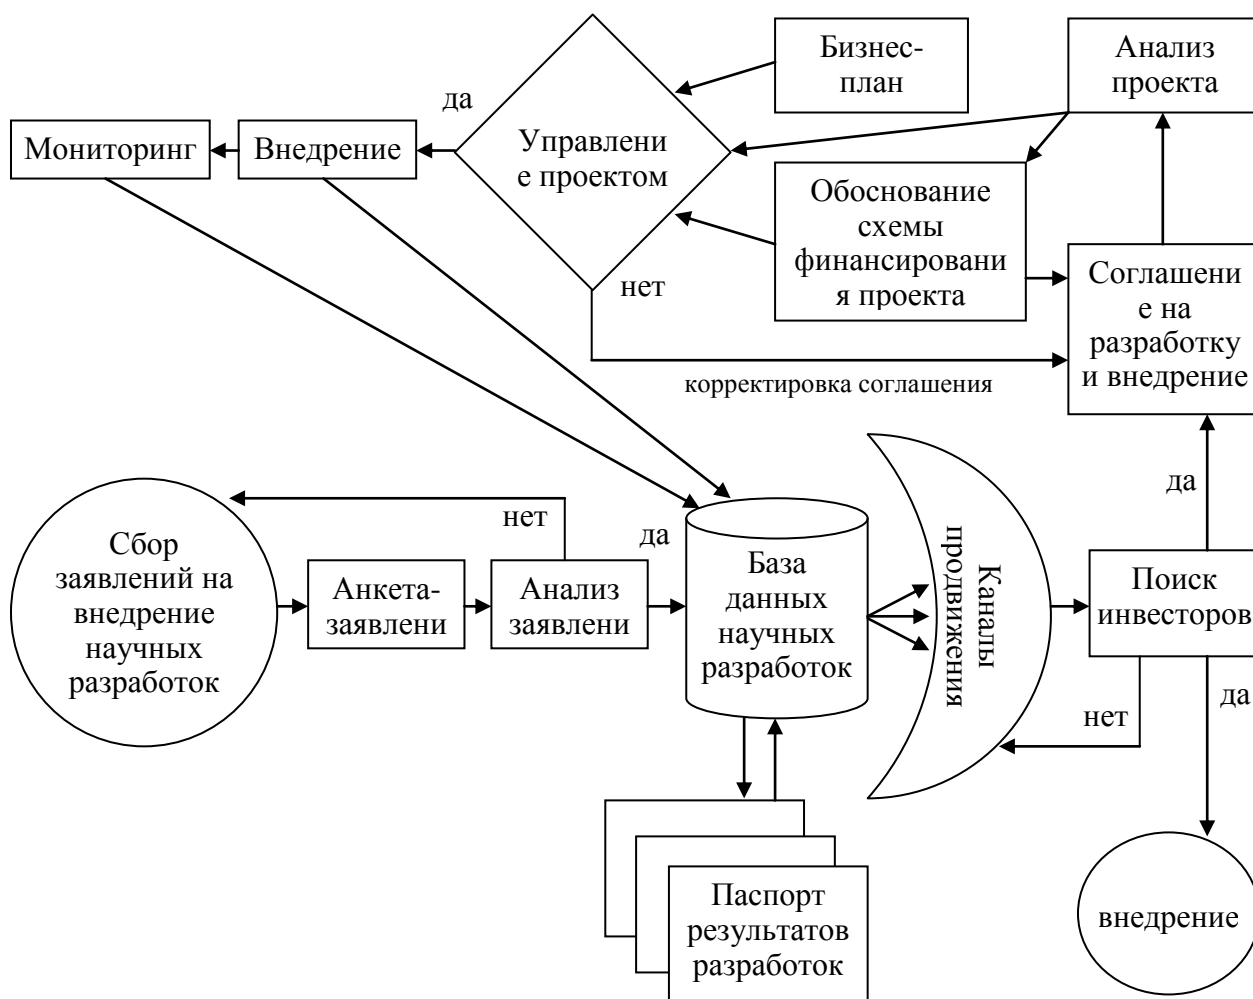 Бизнес-
план
Анализ
проекта
да
Мониторинг
Внедрение
Управлени
е проектом
Обоснование
схемы
финансировани
я проекта
нет
Соглашени
е на
разработку
и внедрение
корректировка соглашения
да
нет
да
Сбор
заявлений на
внедрение
научных
разработок
Анкета-
заявлени
Анализ
заявлени
База
данных
научных
разработок
Каналы
продвижения
Поиск
инвесторов
нет
да
Паспорт
результатов
разработок
внедрение